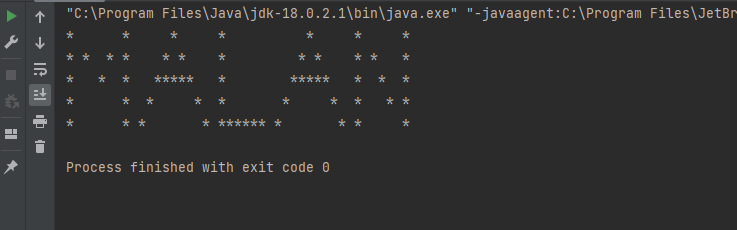 "C:\Program Files\Java\jdk-18.0.2.1\bin\java.exe" "-javaagent:C:\Program Files\JetBr
*      *     *     *          *     *     *
* *  * *    * *    *         * *    * *   *
*   *  *   *****   *        *****   *  *  *
*      *  *     *  *       *     *  *   * *
*      * *       * ****** *       * *     *
Process finished with exit code 0